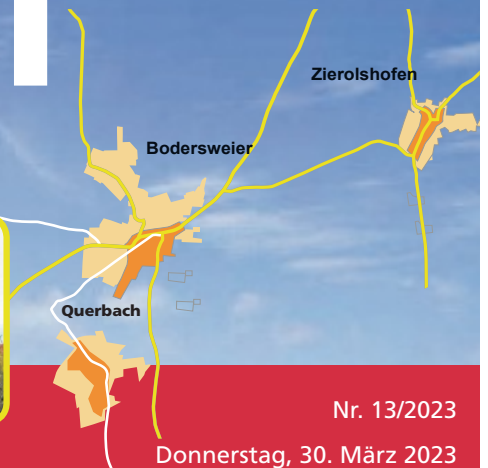 Zierolshofen
Bodersweier
Querbach
Nr. 13/2023
Donnerstag, 30. März 2023